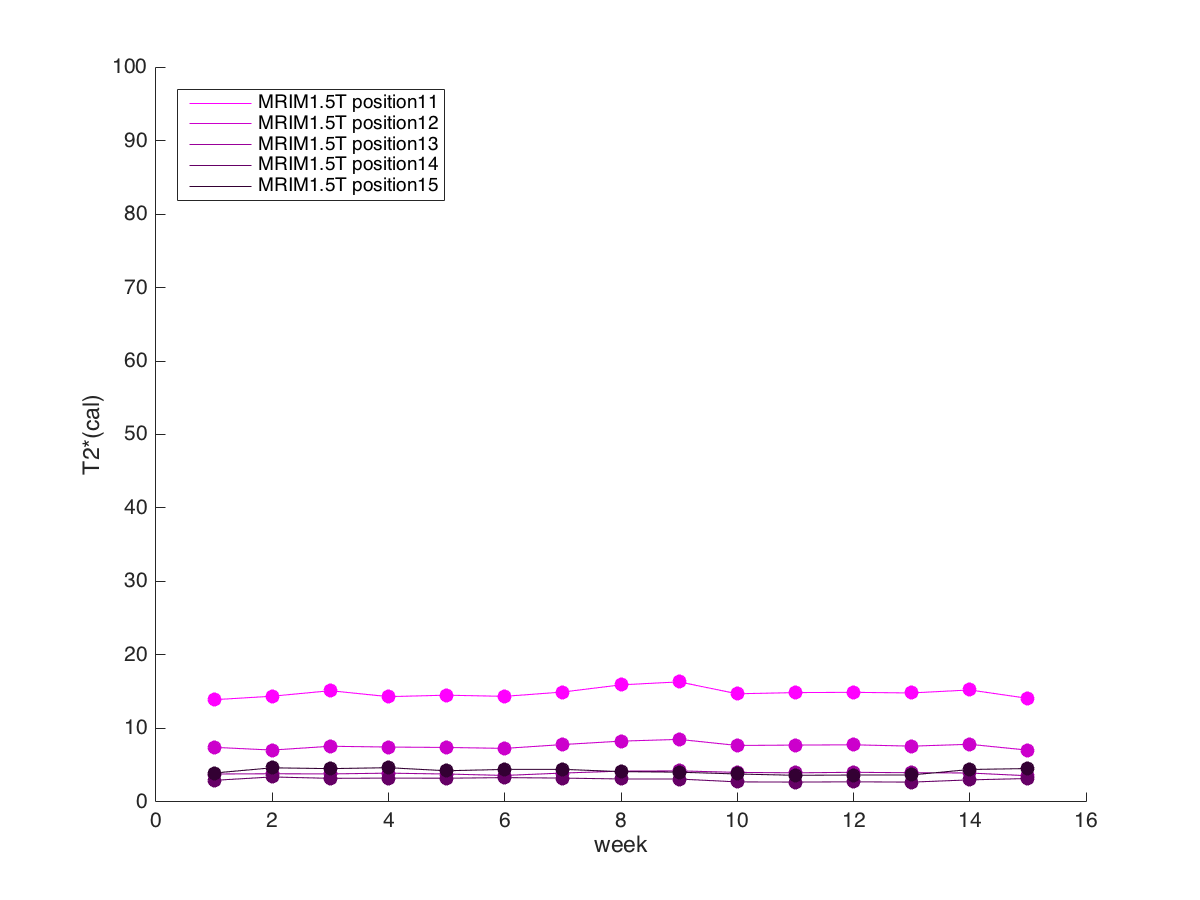 100
90
80
70
60
50
40
30
20
10
0
T2*(cal)
MRIM1.5T position11
MRIM1.5T position12
MRIM1.5T position13
MRIM1.5T position14
MRIM1.5T position15
0 2 4 6 8 10 12 14 16
week